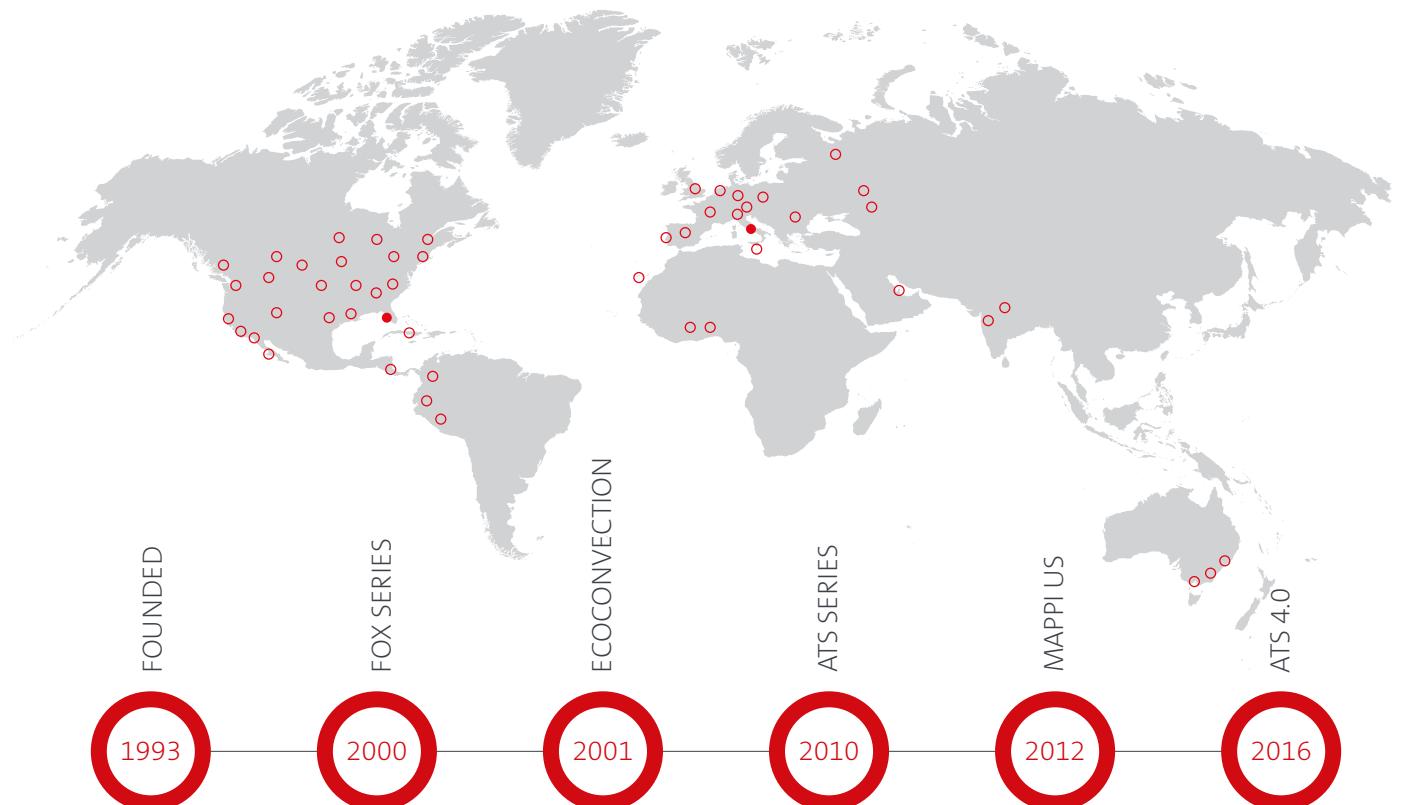 FOUNDED
FOX SERIES
ECOCONVECTION
ATS SERIES
MAPPI US
ATS 4.0
1993
2000
2001
2010
2012
2016